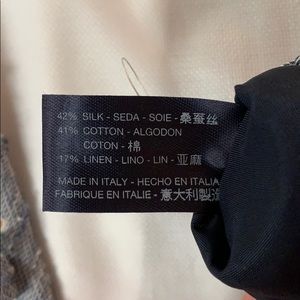 42% SILK - SEDA - SOIE - 桑蚕丝
41% COTTON - ALGODON
COTON - 棉
17% LINEN - LINO - LIN - 亚麻
MADE IN ITALY - HECHO EN ITALIA
FABRIQUE EN ITALIE - 意大利製造